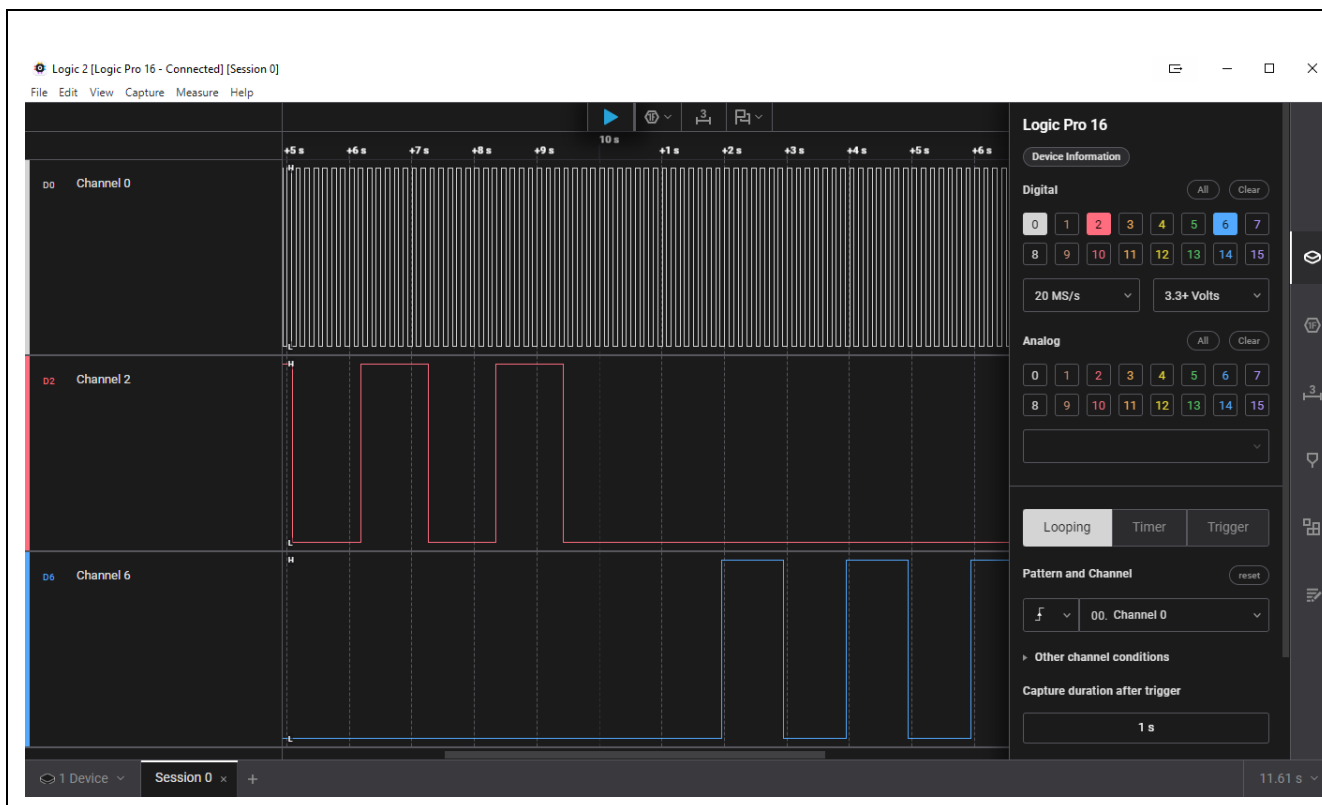 Logic 2 [Logic Pro 16 - Connected] [Session 0]
File Edit View Capture Measure Help
10 s
+5 s +6 s +7 s +8 s +9 s +1 s +2 s +3 s +4 s +5 s +6 s
D0 Channel 0
H
L
D2 Channel 2
H
L
D6 Channel 6
H
L
Logic Pro 16
Device Information
Digital All Clear
0 1 2 3 4 5 6 7
8 9 10 11 12 13 14 15
20 MS/s 3.3+ Volts
Analog All Clear
0 1 2 3 4 5 6 7
8 9 10 11 12 13 14 15
Looping Timer Trigger
Pattern and Channel reset
00. Channel 0
Other channel conditions
Capture duration after trigger
1 s
1F
3
1F
3
1 Device Session 0 × + 11.61 s